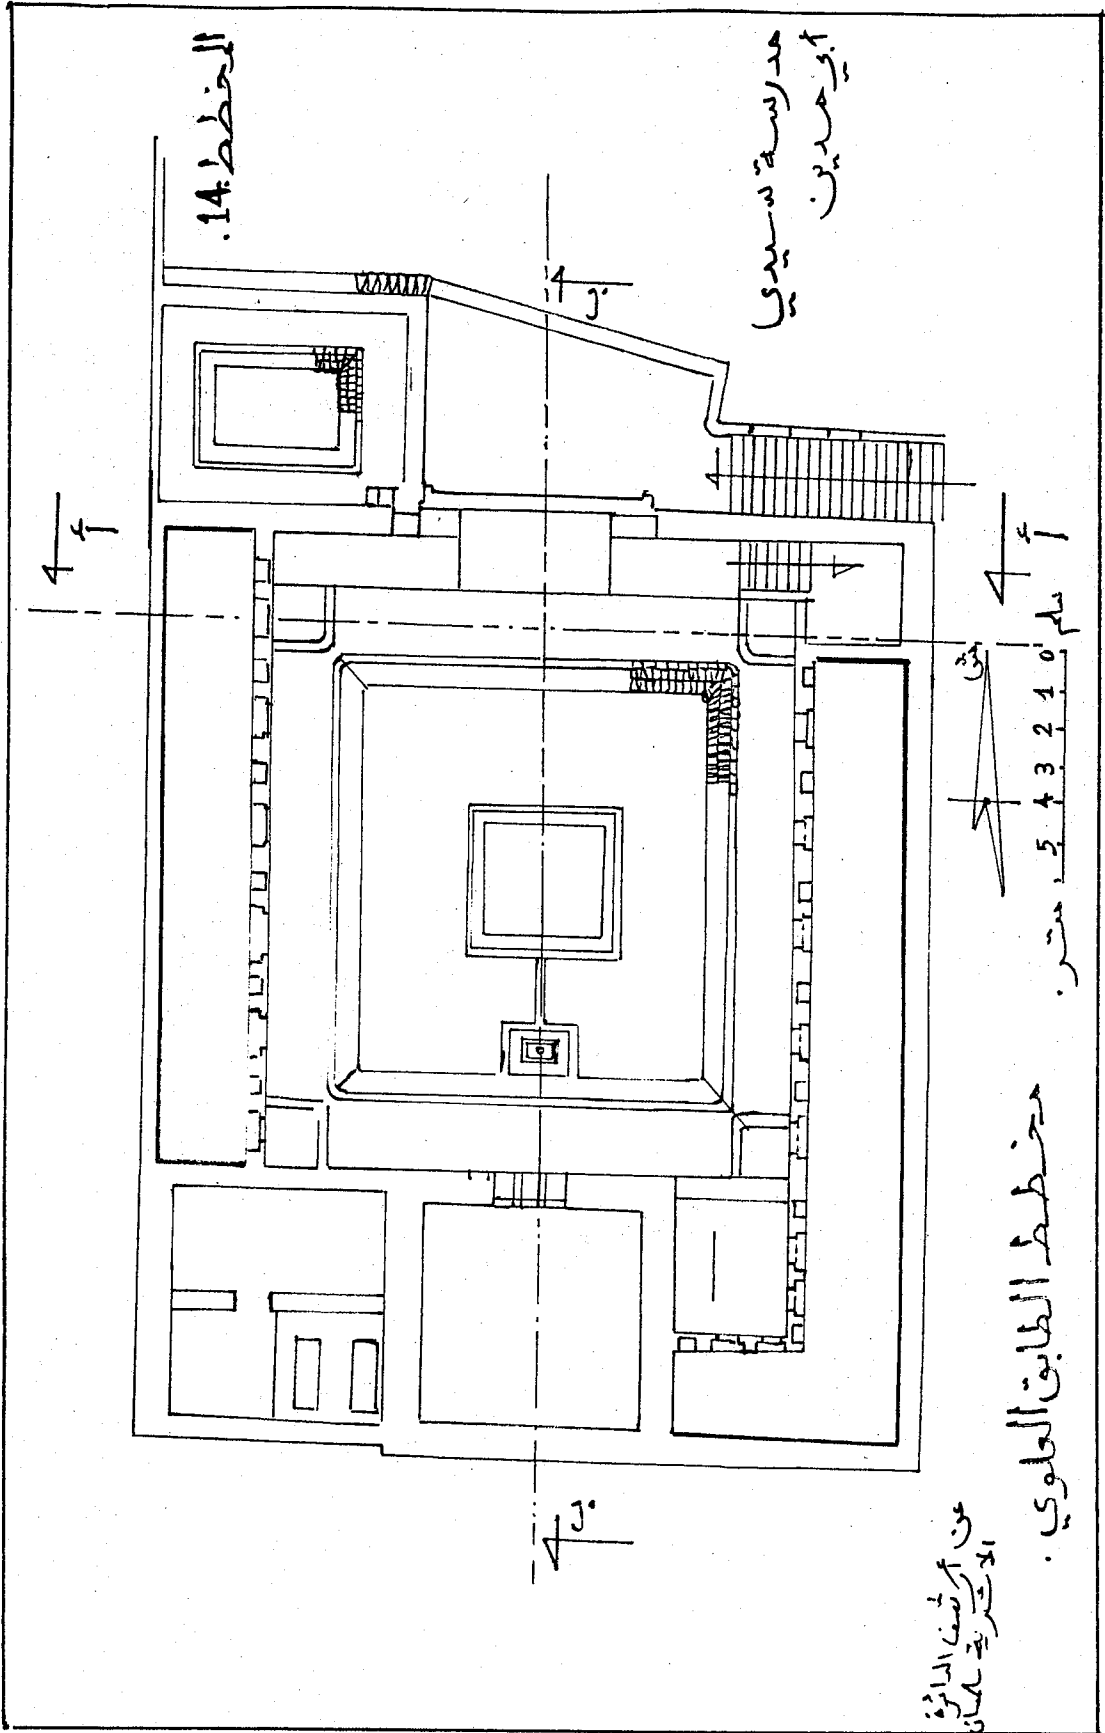 المخطط:14.
مدرسة سيدي
أبي مدين
أ
أ
ب
ب
ش
سلم
0 1 2 3 4 5 متر.
مخطط الطابق العلوي.
عن أرشيف الدائرة
الأثرية تلمسان